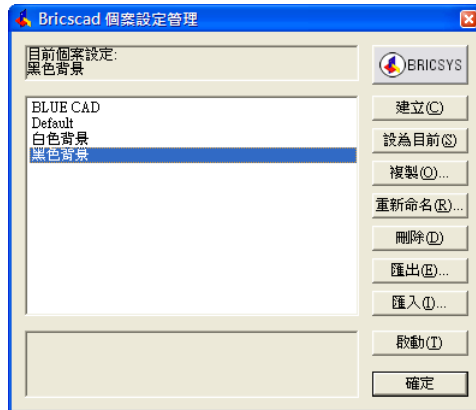 Bricscad 個案設定管理
目前個案設定:
黑色背景
BRICSYS
BLUE CAD
Default
白色背景
黑色背景
建立(C)
設為目前(S)
複製(O)...
重新命名(R)...
刪除(D)
匯出(E)...
匯入(I)...
啟動(T)
確定